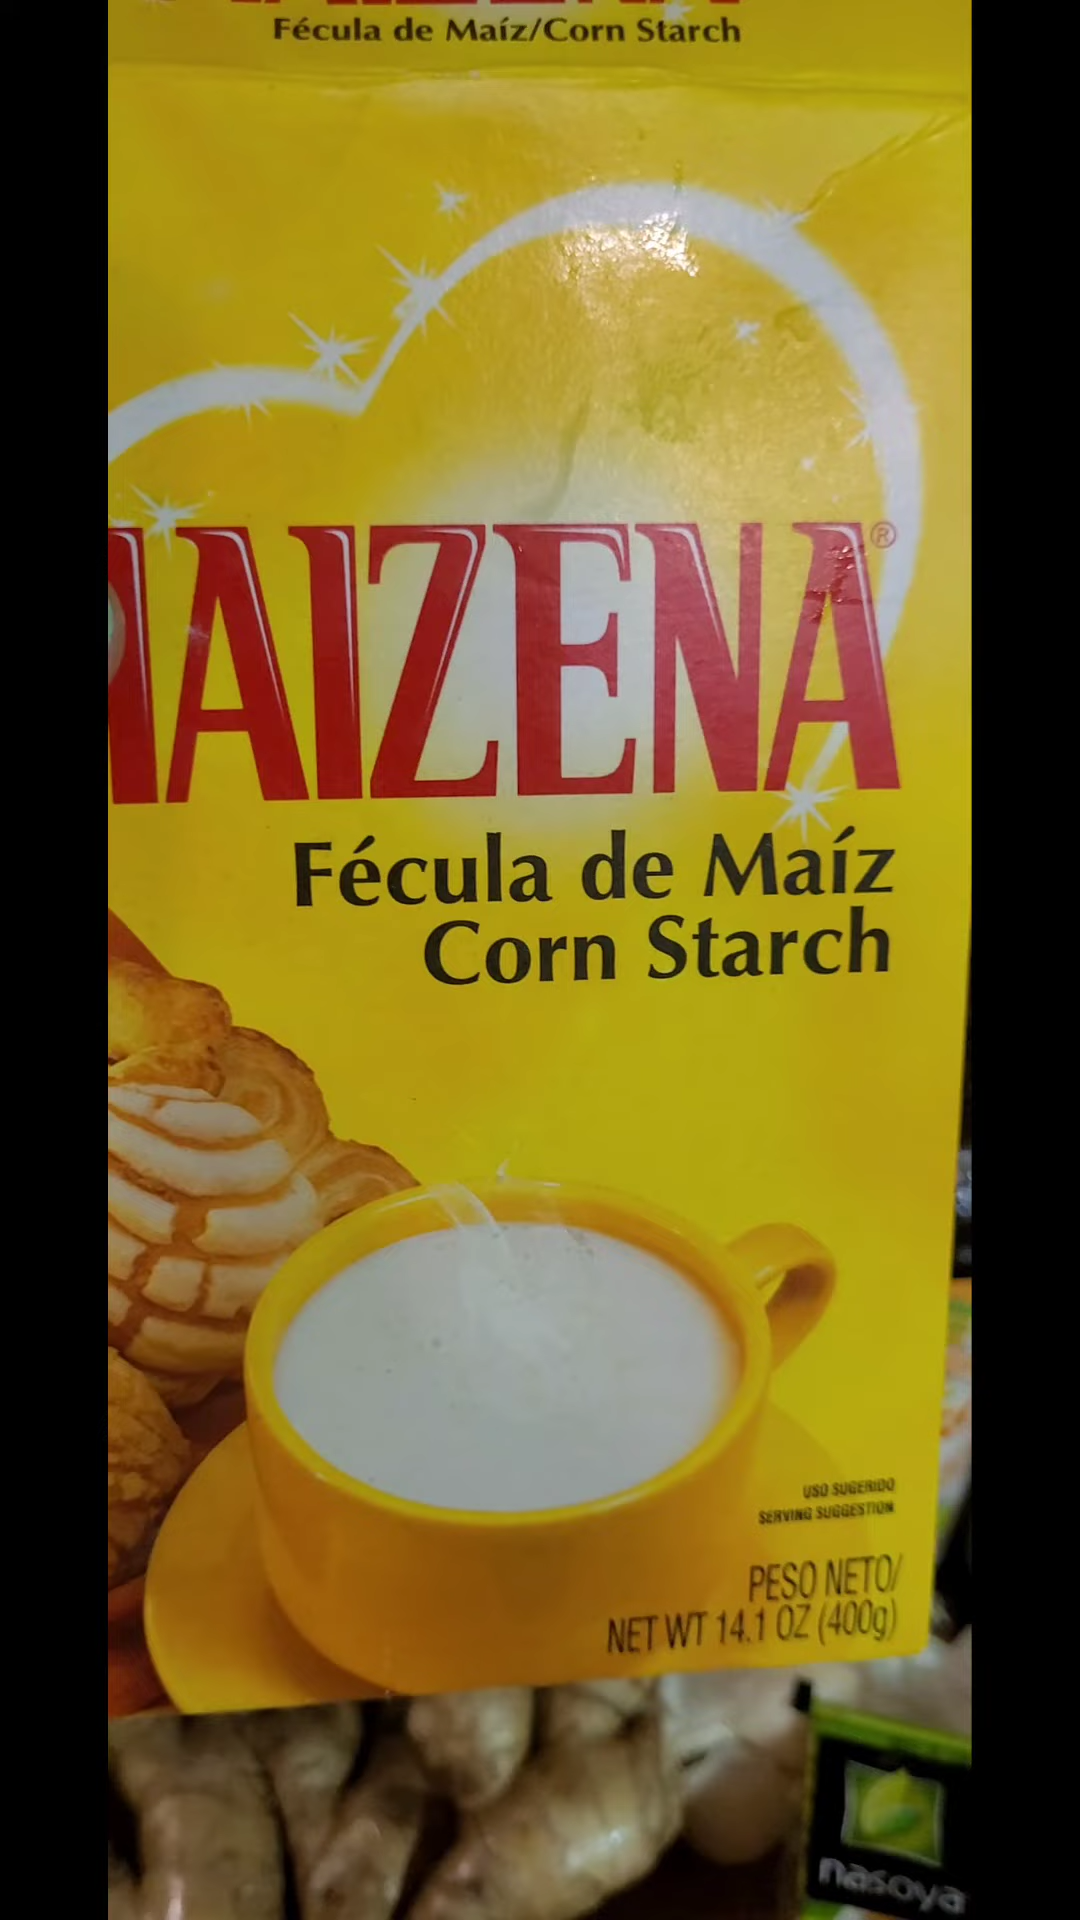 Fécula de Maíz/Corn Starch
MAIZENA®
Fécula de Maíz
Corn Starch
USO SUGERIDO
SERVING SUGGESTION
PESO NETO/
NET WT 14.1 OZ (400g)
nasoya